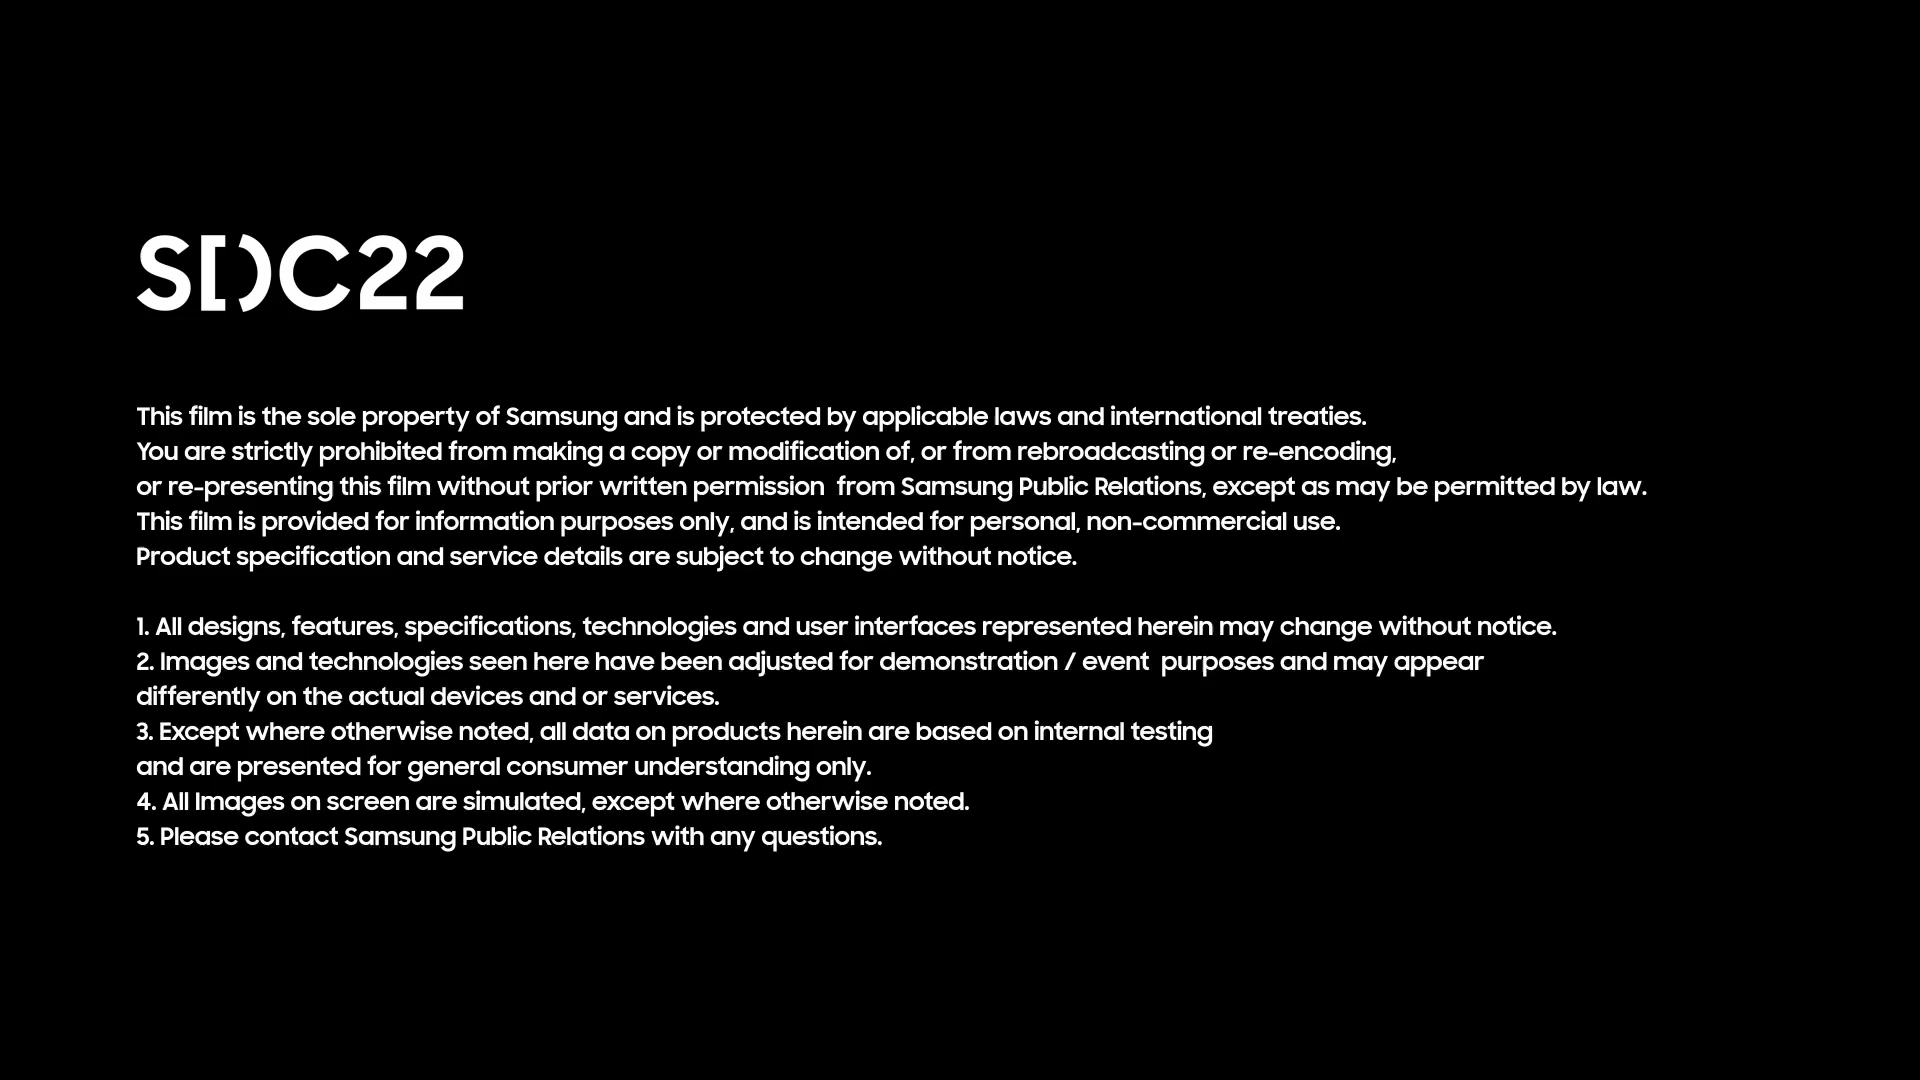 SDC22
This film is the sole property of Samsung and is protected by applicable laws and international treaties.
You are strictly prohibited from making a copy or modification of, or from rebroadcasting or re-encoding,
or re-presenting this film without prior written permission  from Samsung Public Relations, except as may be permitted by law.
This film is provided for information purposes only, and is intended for personal, non-commercial use.
Product specification and service details are subject to change without notice.
1. All designs, features, specifications, technologies and user interfaces represented herein may change without notice.
2. Images and technologies seen here have been adjusted for demonstration / event  purposes and may appear
differently on the actual devices and or services.
3. Except where otherwise noted, all data on products herein are based on internal testing
and are presented for general consumer understanding only.
4. All Images on screen are simulated, except where otherwise noted.
5. Please contact Samsung Public Relations with any questions.